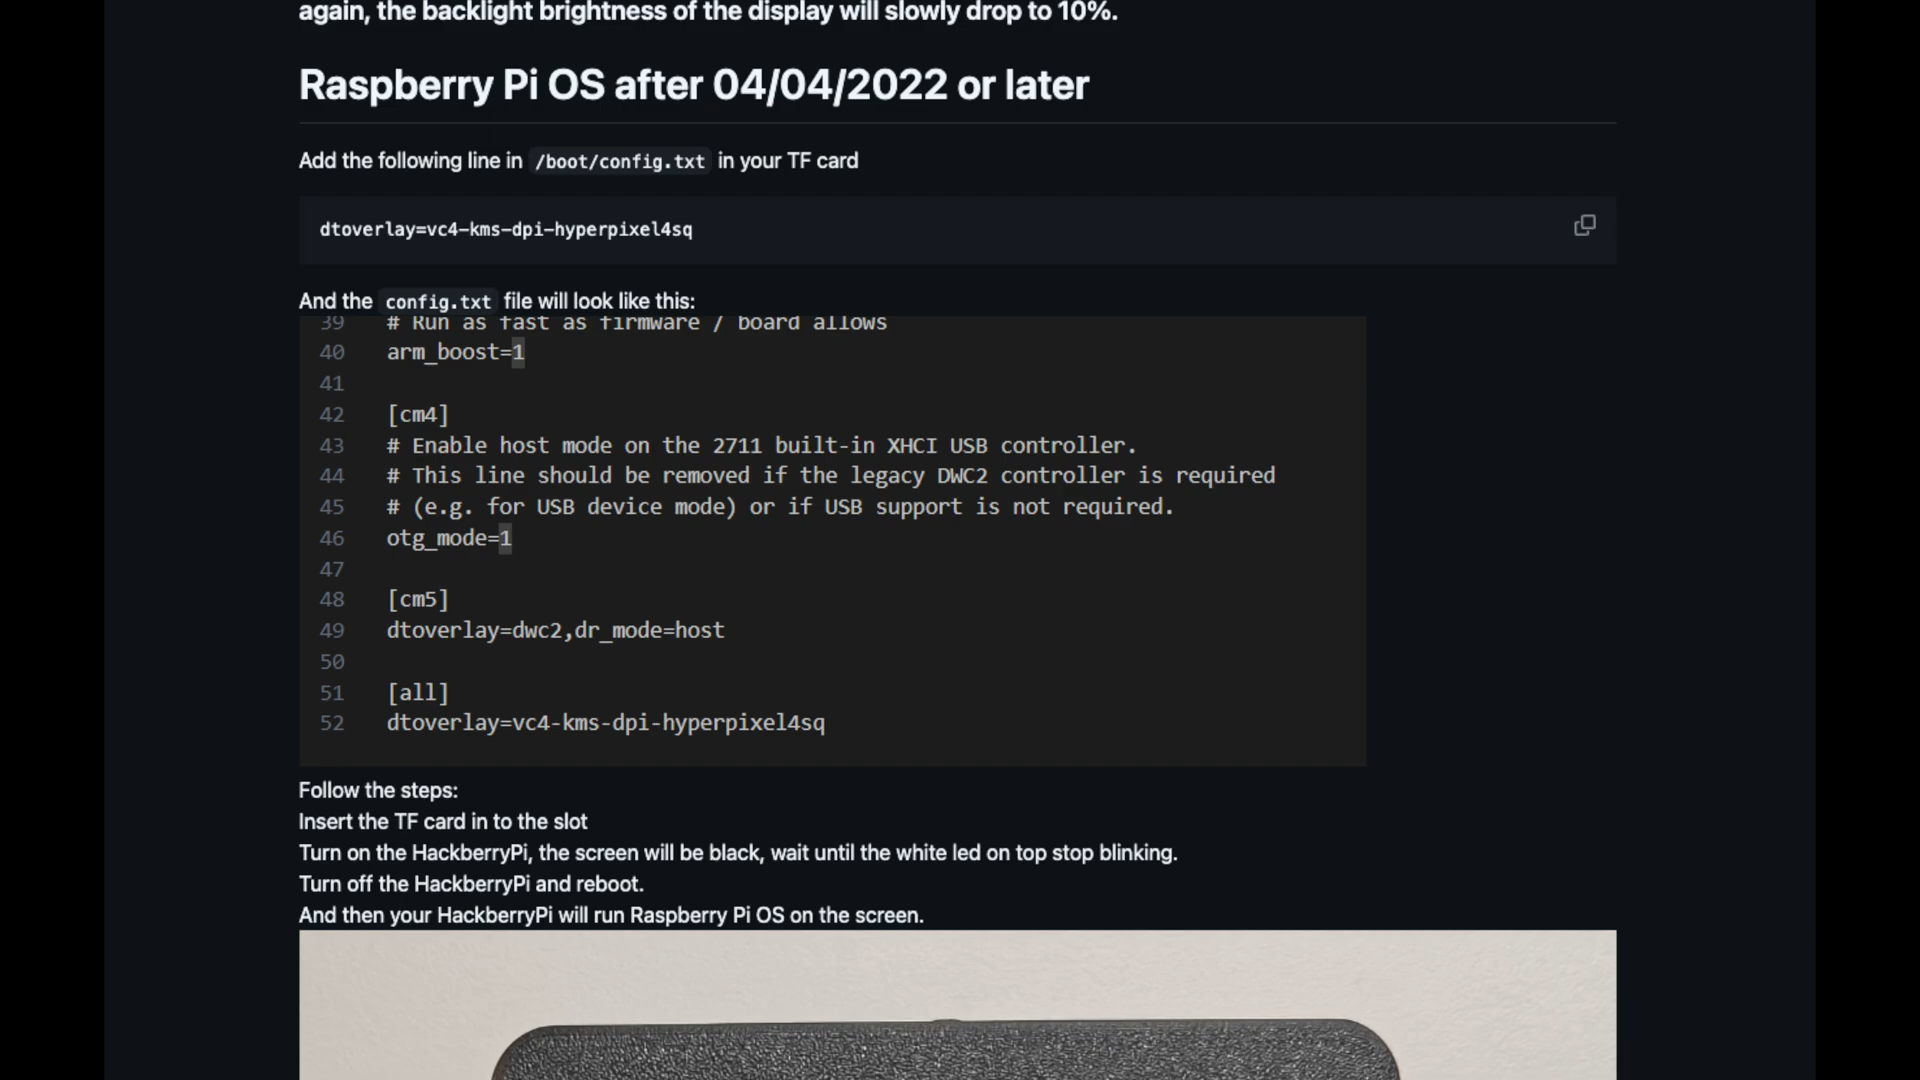 again, the backlight brightness of the display will slowly drop to 10%.
Raspberry Pi OS after 04/04/2022 or later
Add the following line in /boot/config.txt in your TF card
dtoverlay=vc4-kms-dpi-hyperpixel4sq
And the config.txt file will look like this:
39 # Run as fast as firmware / board allows
40 arm_boost=1
41
42 [cm4]
43 # Enable host mode on the 2711 built-in XHCI USB controller.
44 # This line should be removed if the legacy DWC2 controller is required
45 # (e.g. for USB device mode) or if USB support is not required.
46 otg_mode=1
47
48 [cm5]
49 dtoverlay=dwc2,dr_mode=host
50
51 [all]
52 dtoverlay=vc4-kms-dpi-hyperpixel4sq
Follow the steps:
Insert the TF card in to the slot
Turn on the HackberryPi, the screen will be black, wait until the white led on top stop blinking.
Turn off the HackberryPi and reboot.
And then your HackberryPi will run Raspberry Pi OS on the screen.